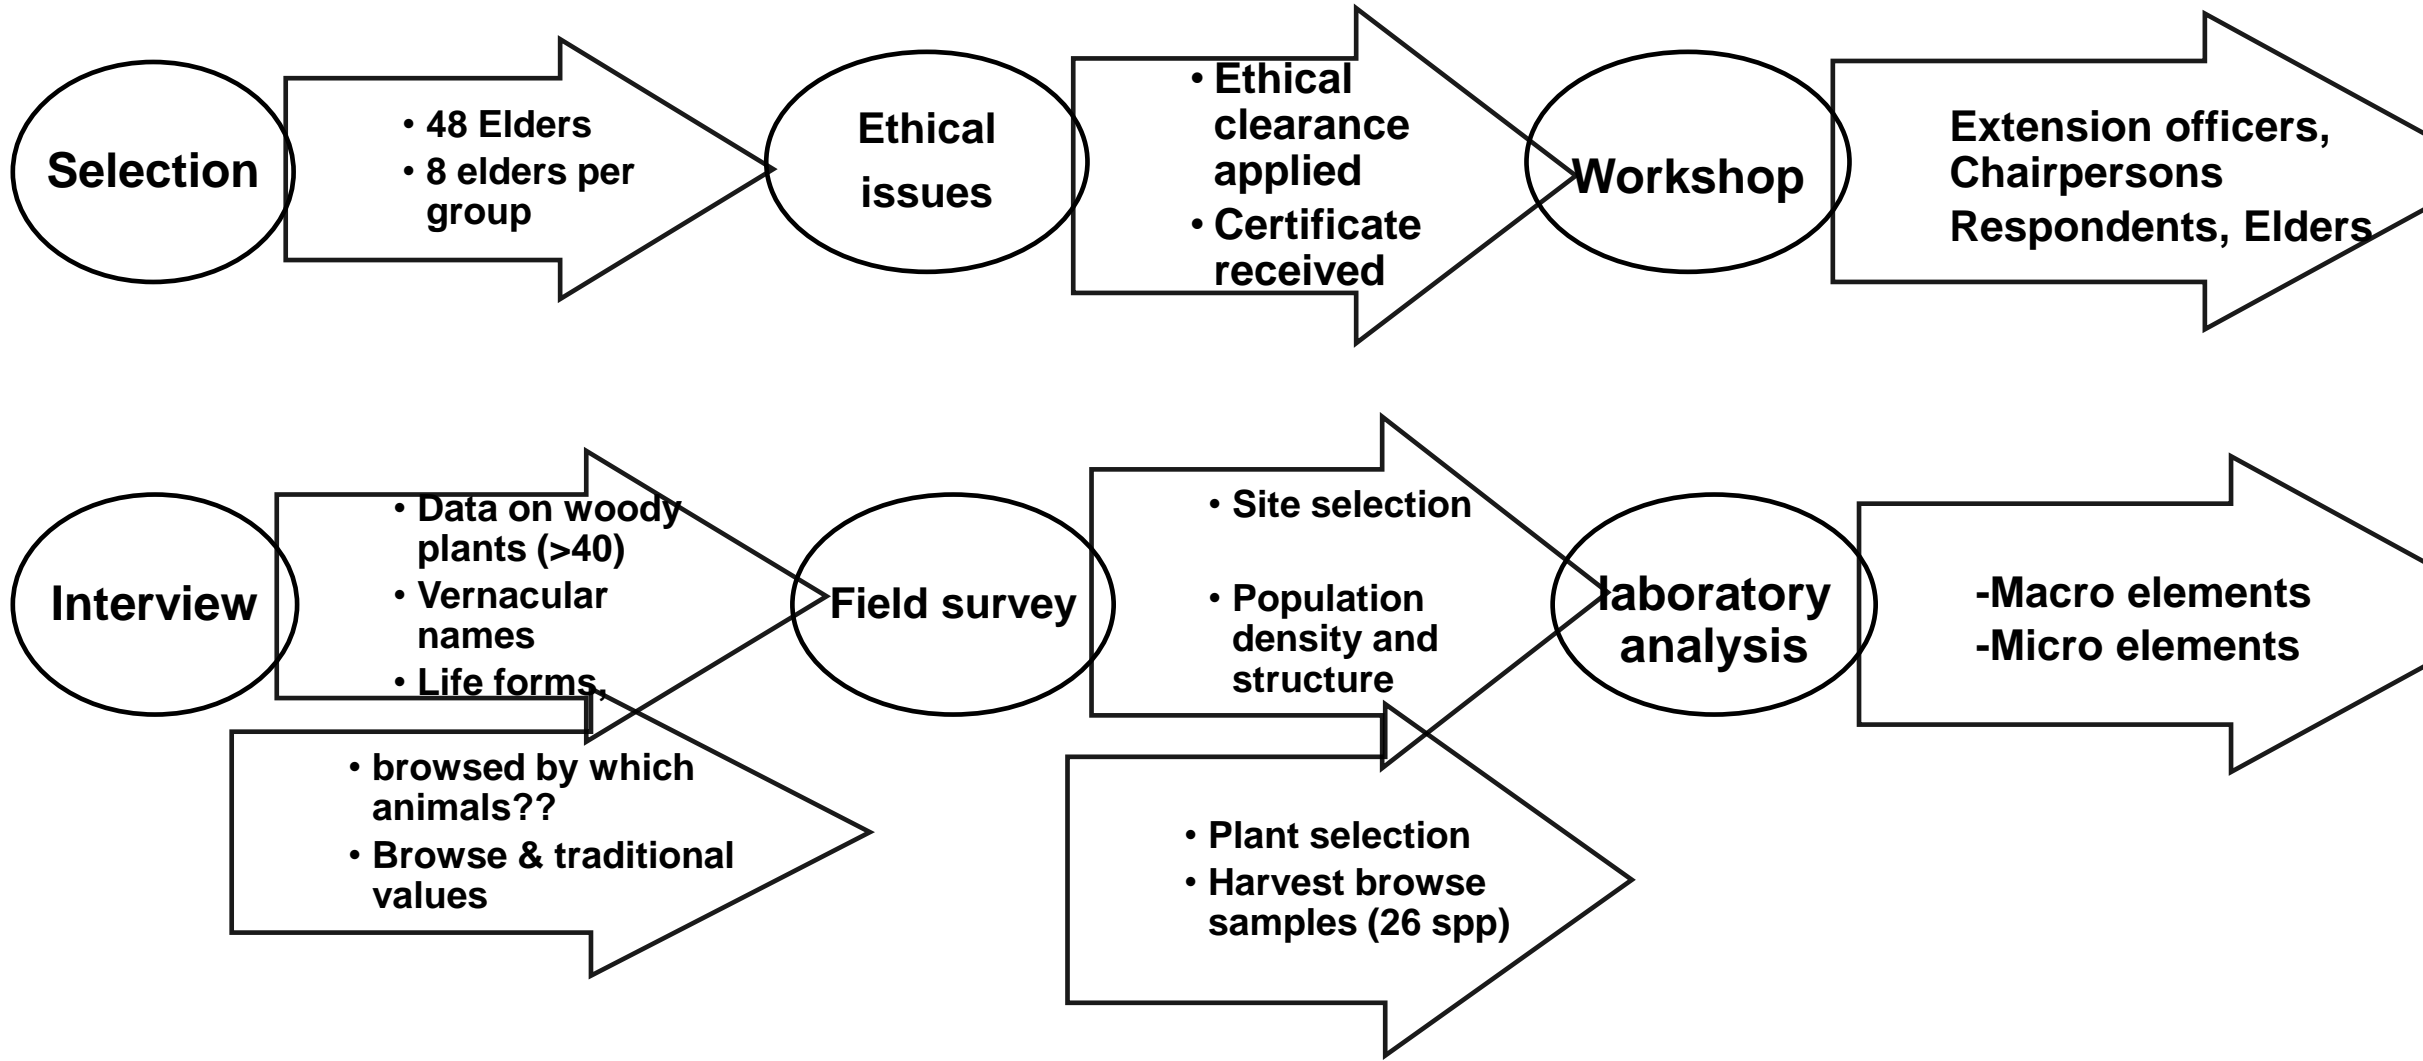 Selection
• 48 Elders
• 8 elders per
group
Ethical
issues
• Ethical
clearance
applied
• Certificate
received
Workshop
Extension officers,
Chairpersons
Respondents, Elders
Interview
• Data on woody
plants (>40)
• Vernacular
names
• Life forms,
• browsed by which
animals??
• Browse & traditional
values
Field survey
• Site selection
• Population
density and
structure
• Plant selection
• Harvest browse
samples (26 spp)
laboratory
analysis
-Macro elements
-Micro elements